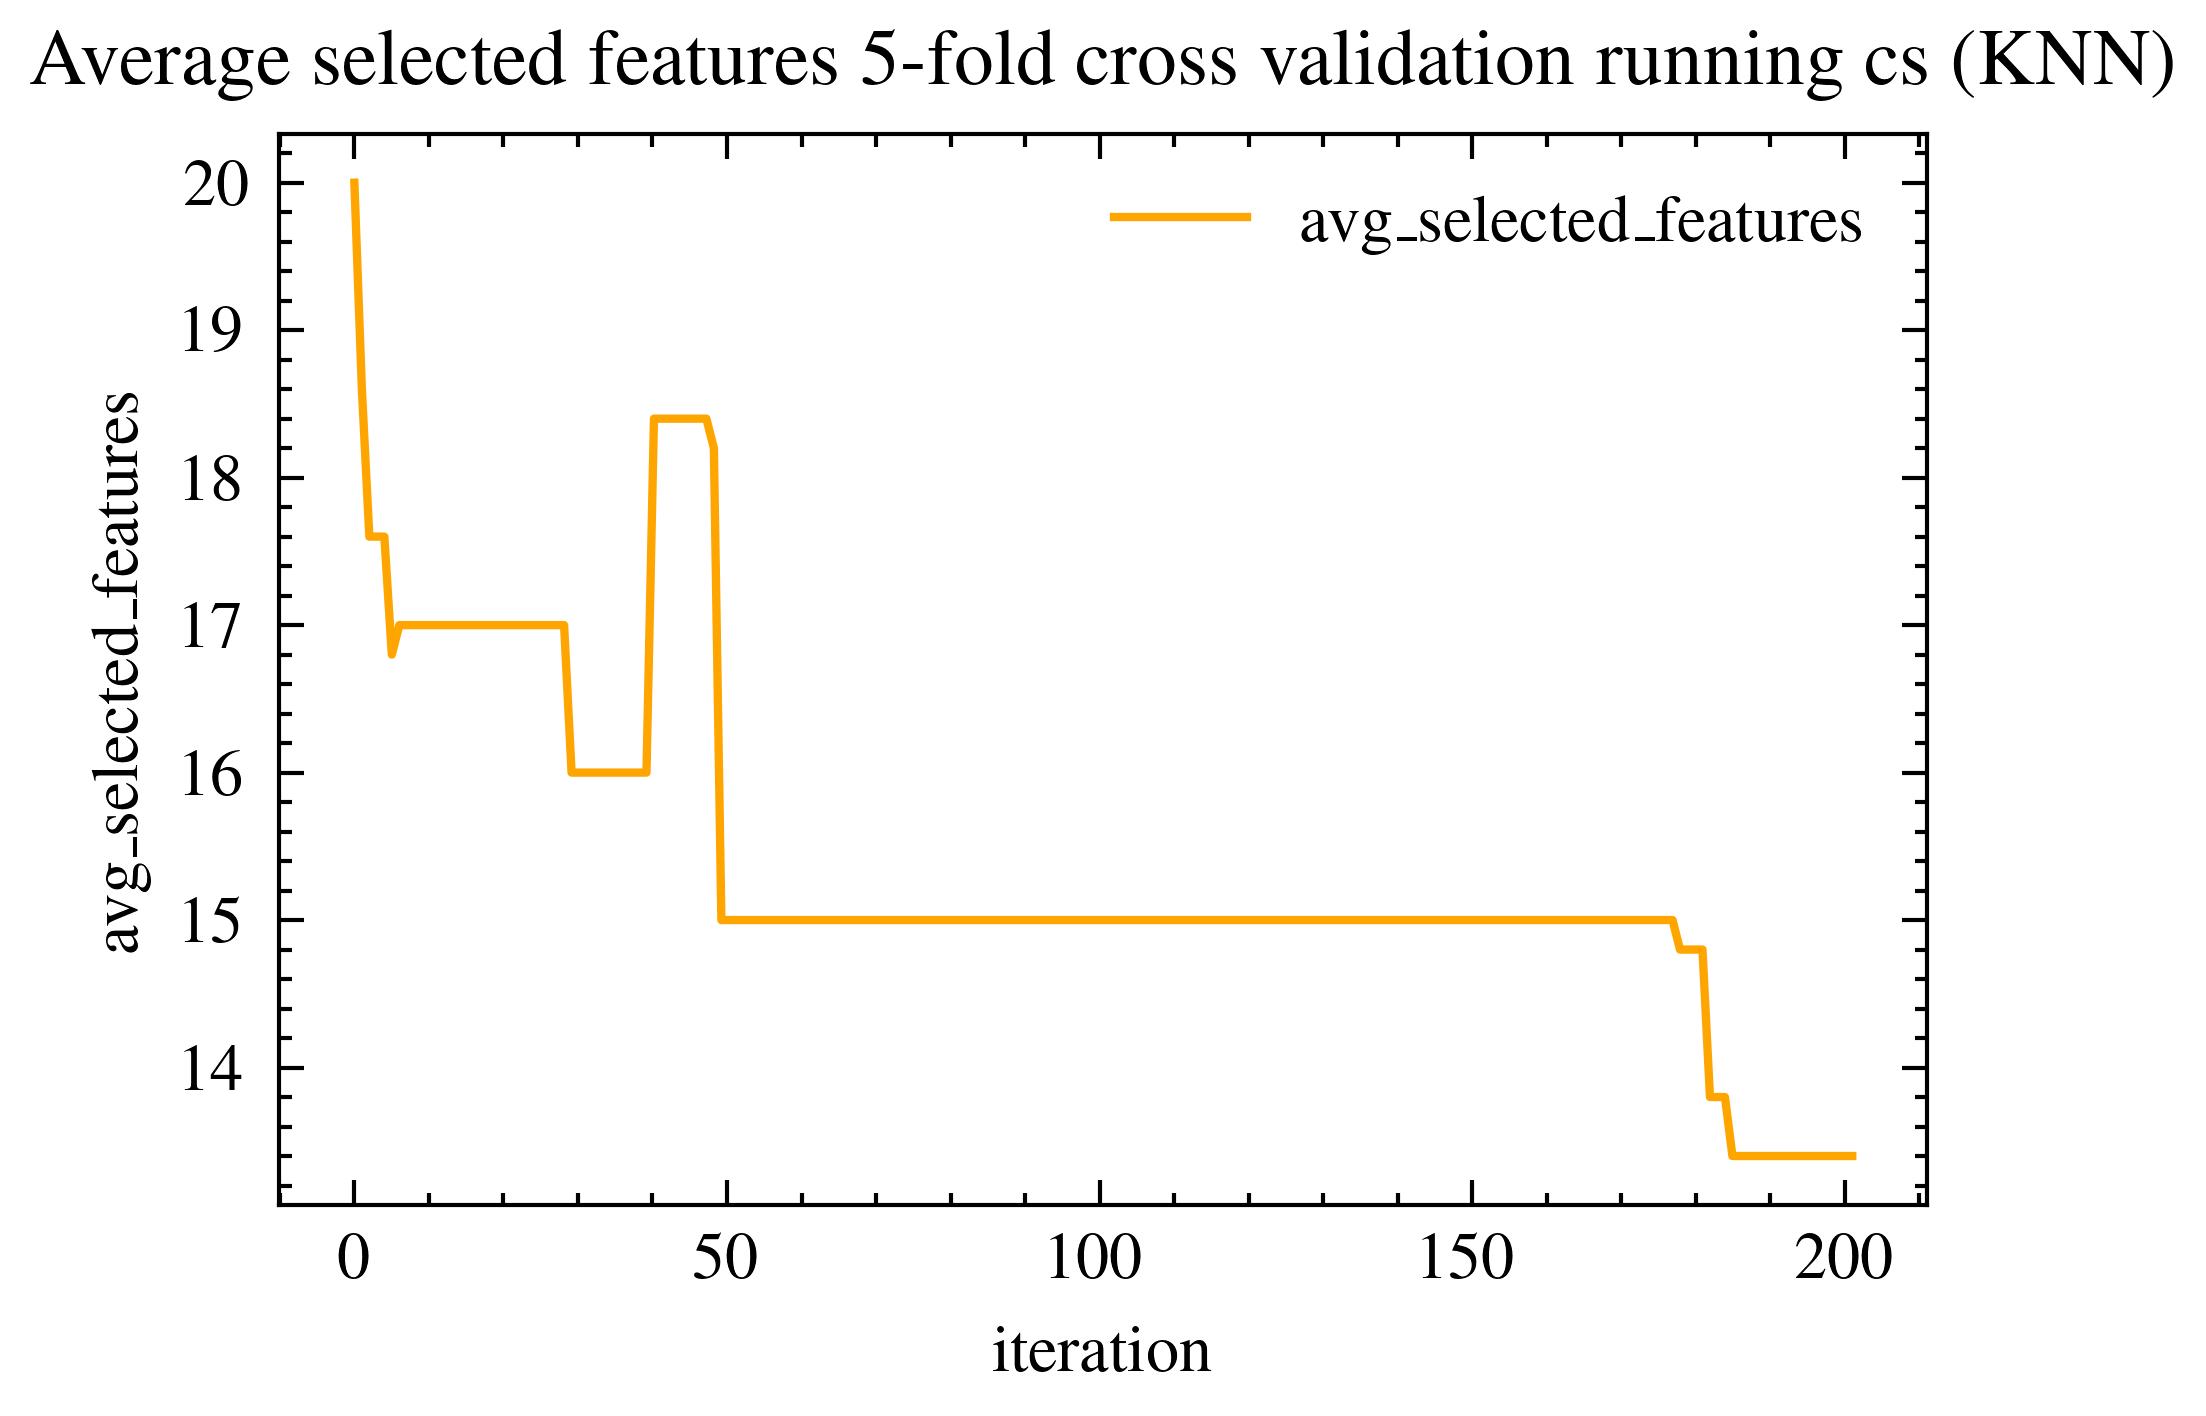 Average selected features 5-fold cross validation running cs (KNN)
avg_selected_features
20
19
18
17
16
15
14
avg_selected_features
0 50 100 150 200
iteration